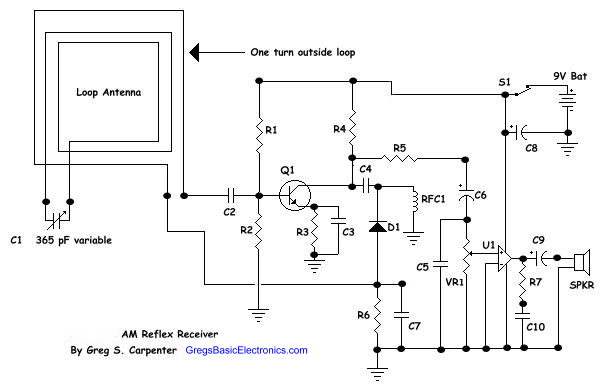 One turn outside loop
S1
9V Bat
Loop Antenna
R1
R4
C8
R5
Q1
C4
C6
RFC1
C2
R2
R3
C3
D1
C1 365 pF variable
U1
C9
C5
VR1
R7
SPKR
R6
C7
C10
AM Reflex Receiver
By Greg S. Carpenter GregsBasicElectronics.com